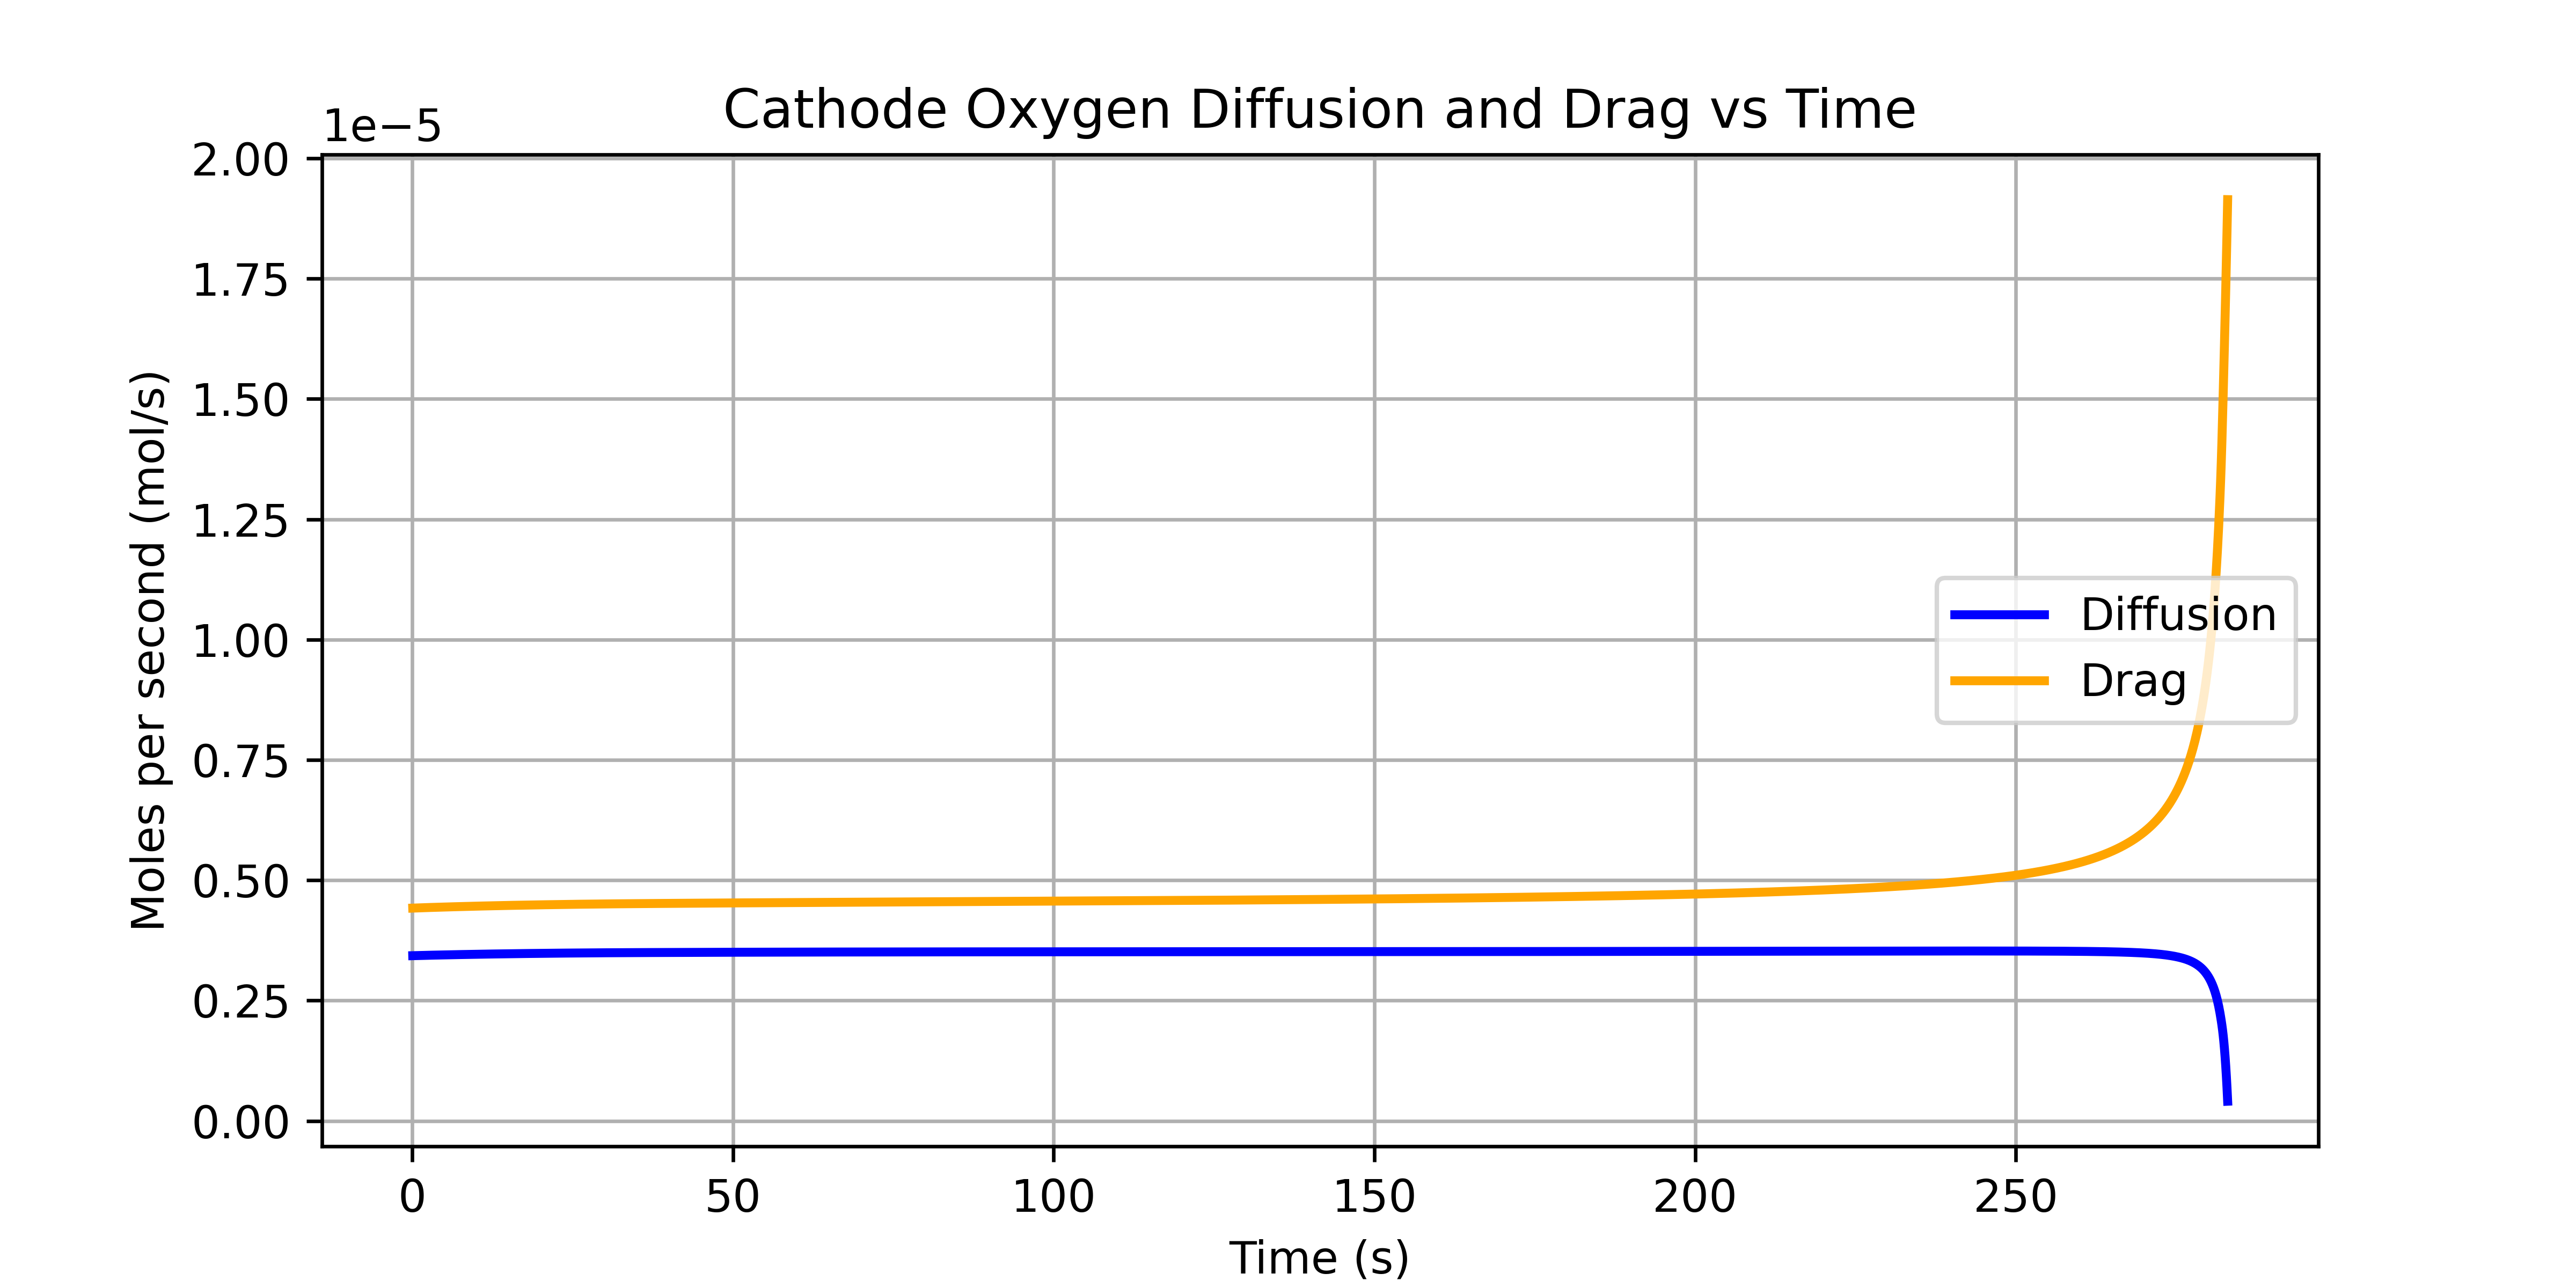 Cathode Oxygen Diffusion and Drag vs Time
1e−5
2.00
1.75
1.50
1.25
1.00
0.75
0.50
0.25
0.00
Moles per second (mol/s)
Diffusion
Drag
0 50 100 150 200 250
Time (s)